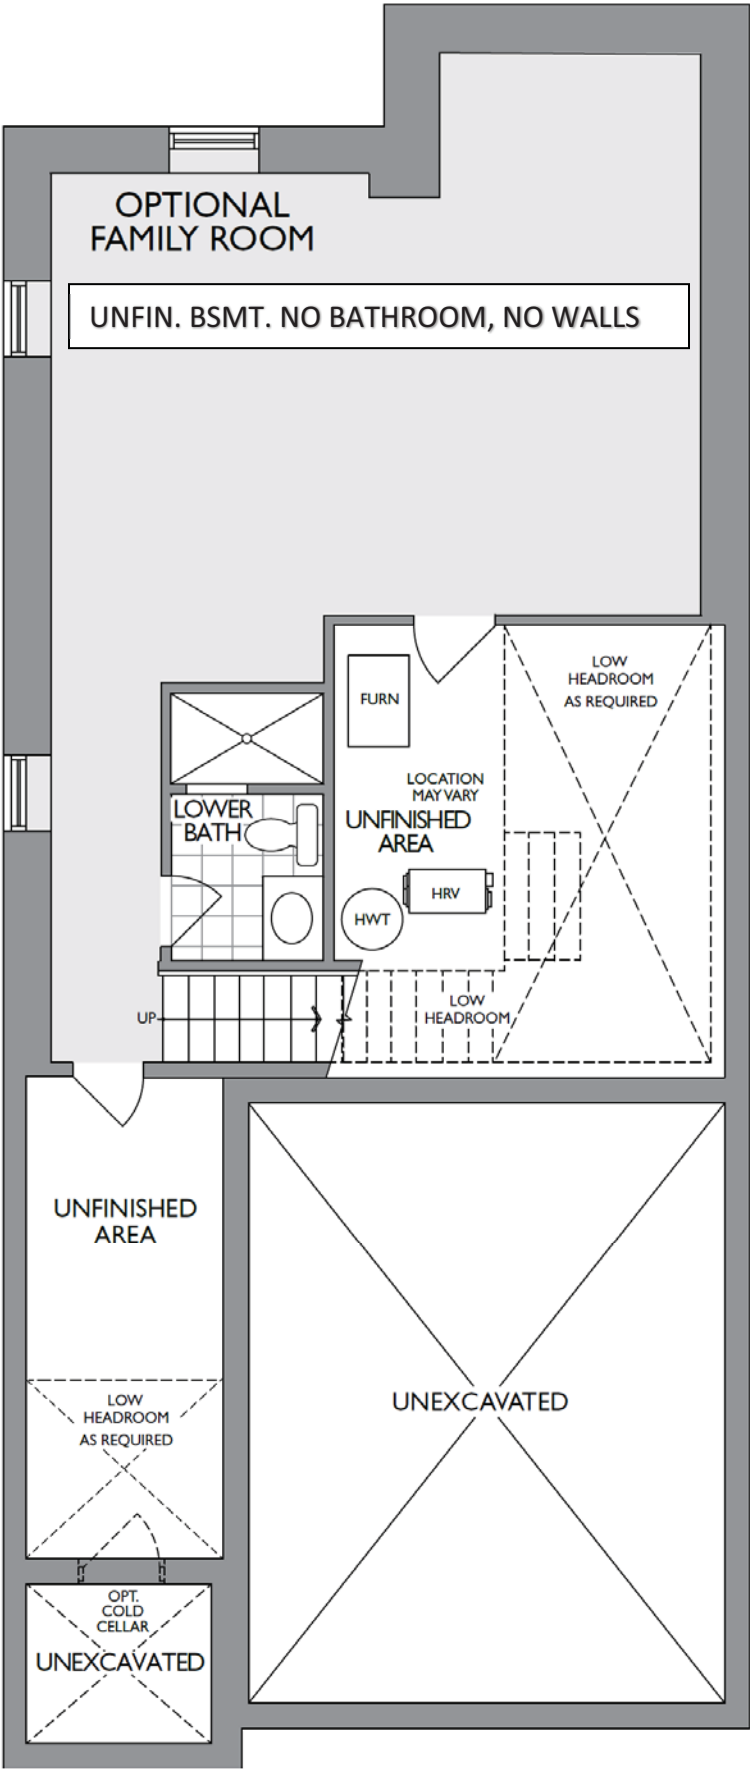 OPTIONAL
FAMILY ROOM
UNFIN. BSMT. NO BATHROOM, NO WALLS
LOW
HEADROOM
AS REQUIRED
FURN
LOCATION
MAY VARY
UNFINISHED
AREA
LOWER
BATH
HRV
HWT
LOW
HEADROOM
UP
UNFINISHED
AREA
LOW
HEADROOM
AS REQUIRED
UNEXCAVATED
OPT.
COLD
CELLAR
UNEXCAVATED